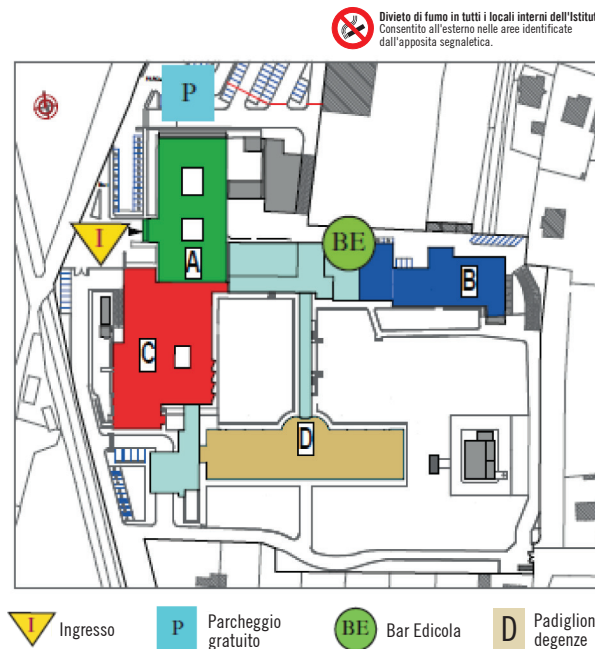 Divieto di fumo in tutti i locali interni dell'Istitut
Consentito all'esterno nelle aree identificate
dall'apposita segnaletica.
P
I
BE
A
B
C
D
I Ingresso
P Parcheggio
gratuito
BE Bar Edicola
D Padiglion
degenze